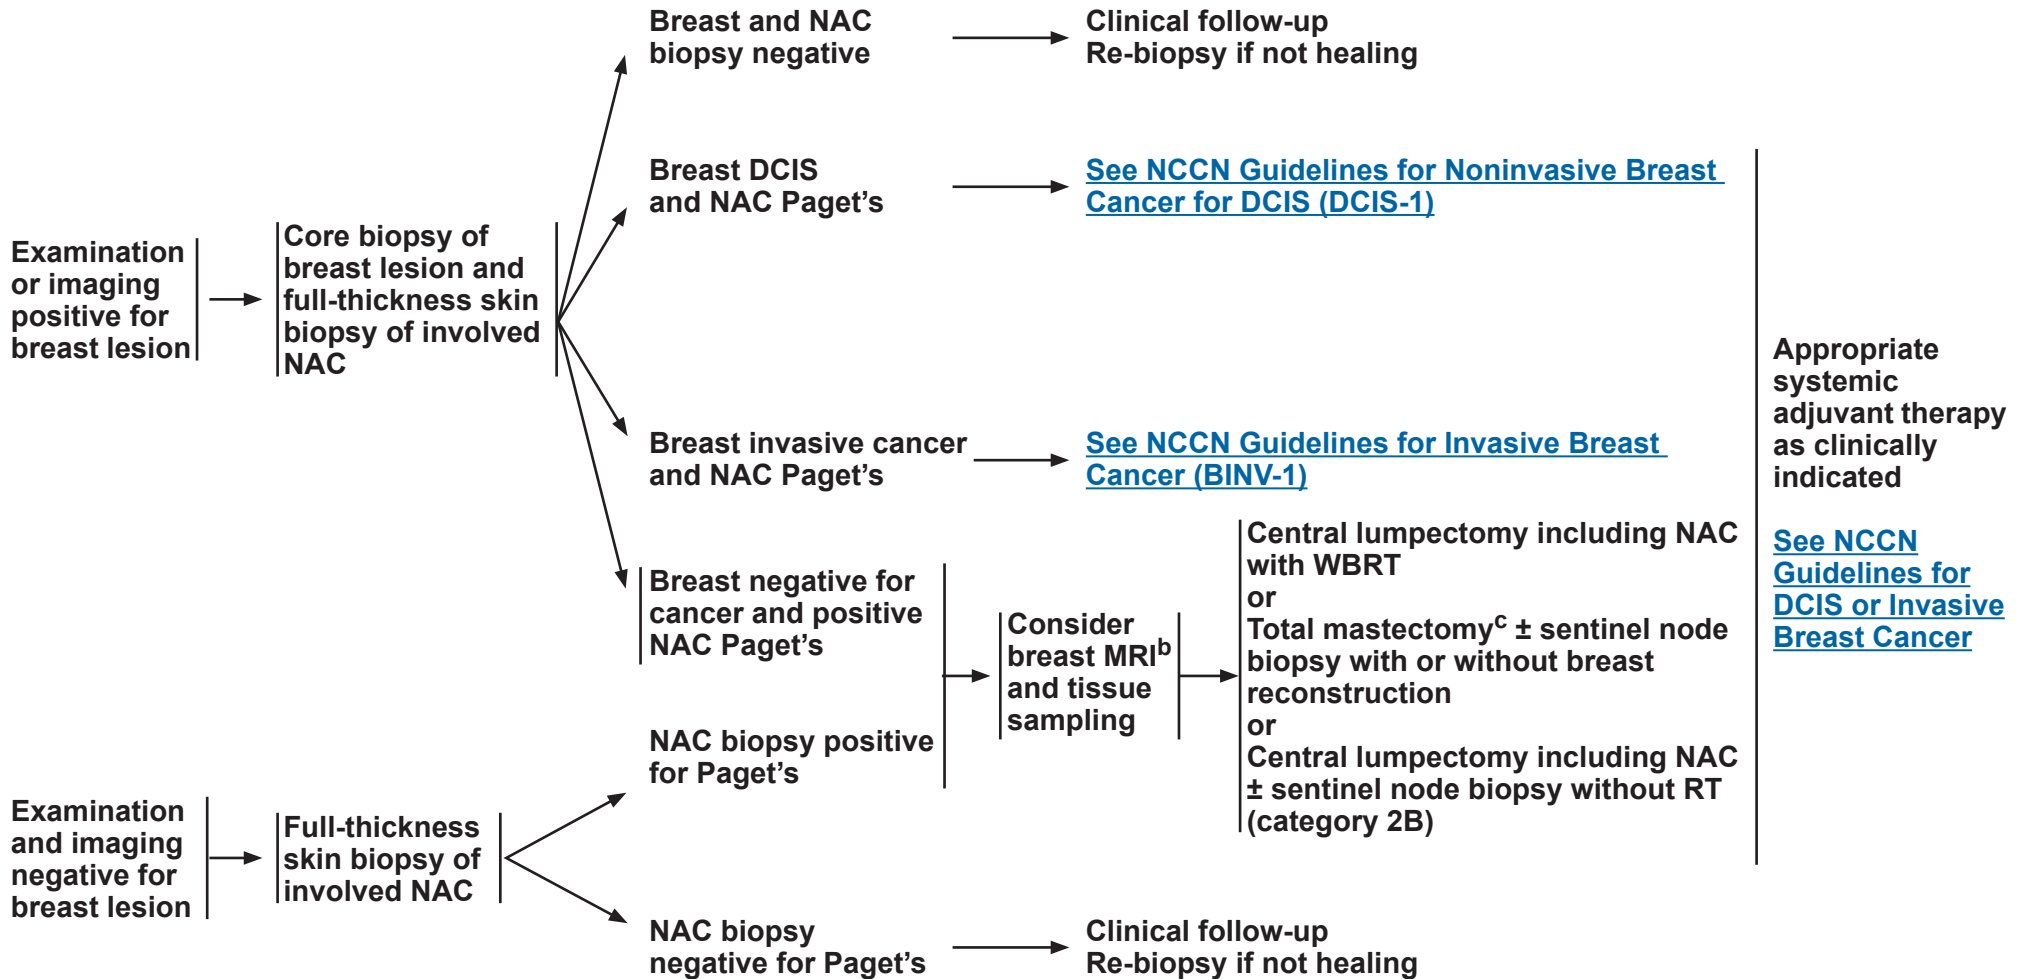 Examination
or imaging
positive for
breast lesion
Core biopsy of
breast lesion and
full-thickness skin
biopsy of involved
NAC
Breast and NAC
biopsy negative
Clinical follow-up
Re-biopsy if not healing
Breast DCIS
and NAC Paget’s
See NCCN Guidelines for Noninvasive Breast
Cancer for DCIS (DCIS-1)
Breast invasive cancer
and NAC Paget’s
See NCCN Guidelines for Invasive Breast
Cancer (BINV-1)
Breast negative for
cancer and positive
NAC Paget’s
Examination
and imaging
negative for
breast lesion
Full-thickness
skin biopsy of
involved NAC
NAC biopsy positive
for Paget’s
Consider
breast MRIᵇ
and tissue
sampling
Central lumpectomy including NAC
with WBRT
or
Total mastectomyᶜ ± sentinel node
biopsy with or without breast
reconstruction
or
Central lumpectomy including NAC
± sentinel node biopsy without RT
(category 2B)
NAC biopsy
negative for Paget’s
Clinical follow-up
Re-biopsy if not healing
Appropriate
systemic
adjuvant therapy
as clinically
indicated
See NCCN
Guidelines for
DCIS or Invasive
Breast Cancer